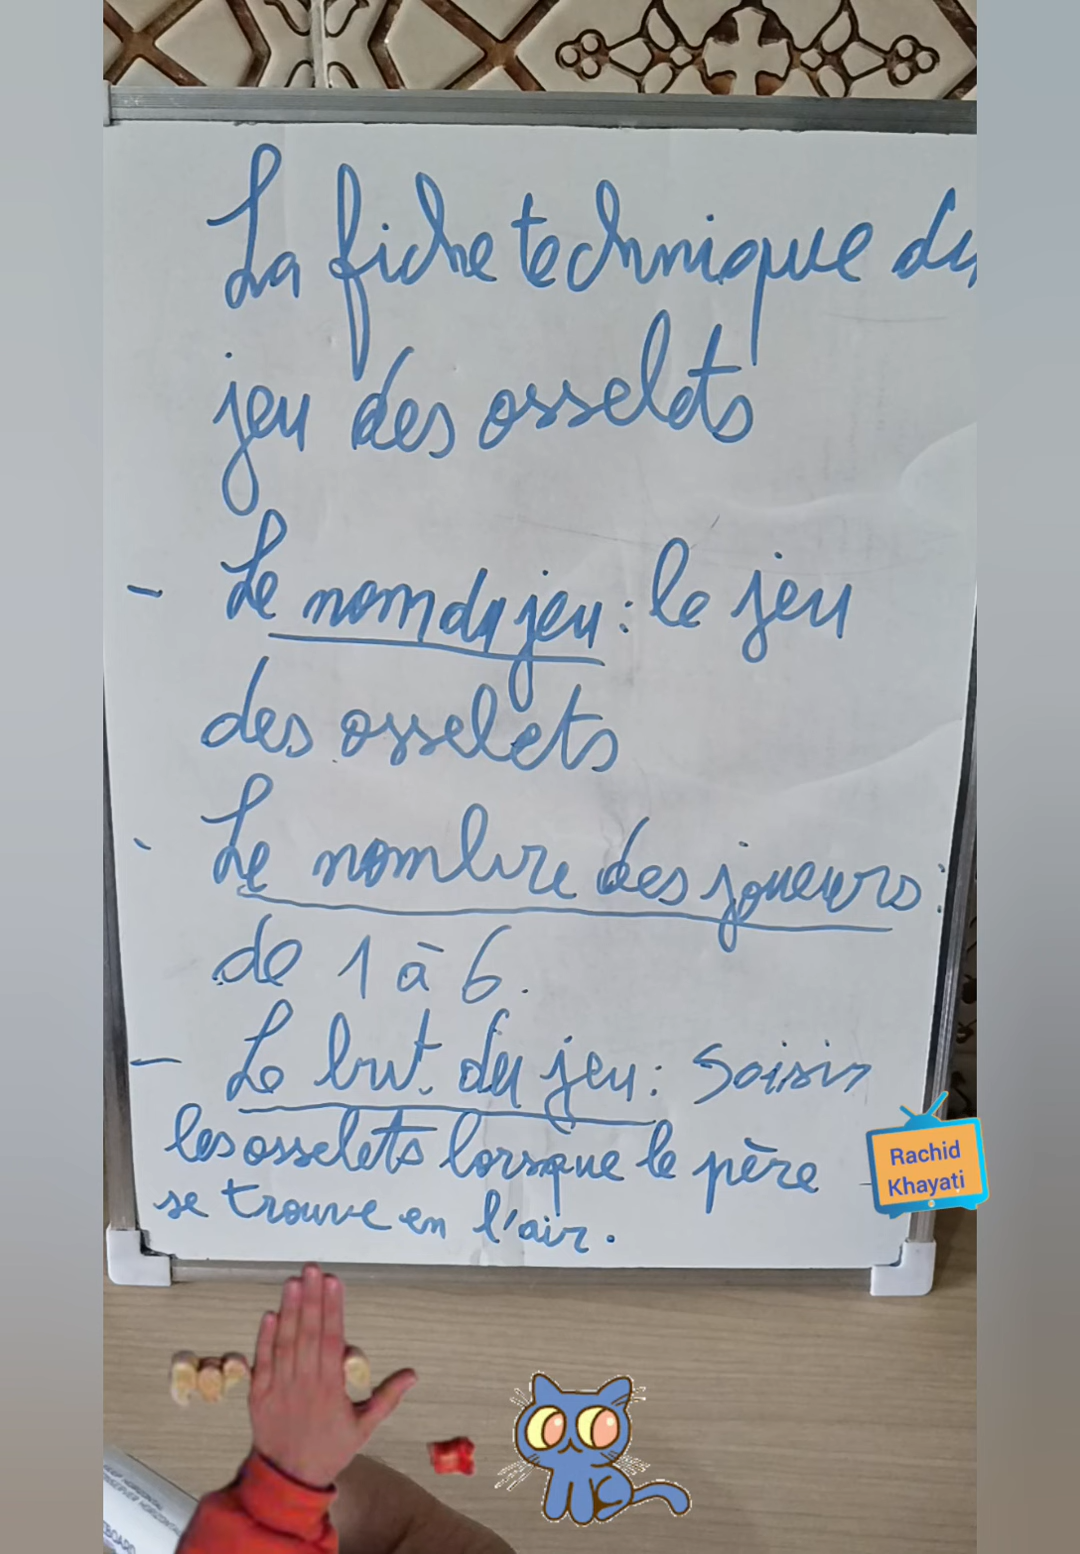 La fiche technique du
jeu des osselets
- Le nom du jeu : le jeu
des osselets
- Le nombre des joueurs :
de 1 à 6.
- Le but du jeu : Saisir
les osselets lorsque le père
se trouve en l'air.
Rachid
Khayati